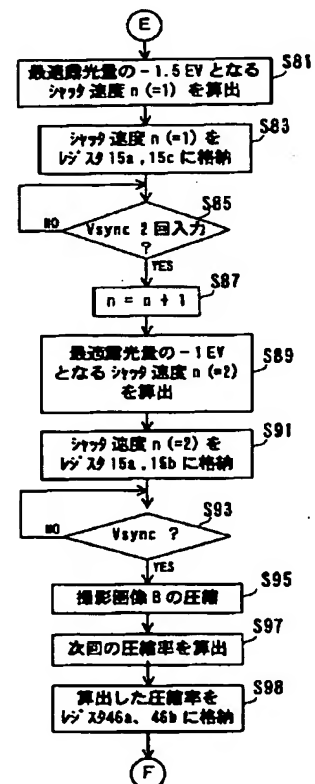 E
S81
最適露光量の-1.5EVとなる
シャッタ速度n(=1)を算出
S83
シャッタ速度n(=1)を
レジスタ15a,15cに格納
S85
Vsync2回入力
?
NO
YES
S87
n=n+1
S89
最適露光量の-1EV
となるシャッタ速度n(=2)
を算出
S91
シャッタ速度n(=2)を
レジスタ15a,15bに格納
S93
Vsync ?
NO
YES
S95
撮影画像Bの圧縮
S97
次回の圧縮率を算出
S98
算出した圧縮率を
レジスタ46a、46bに格納
F